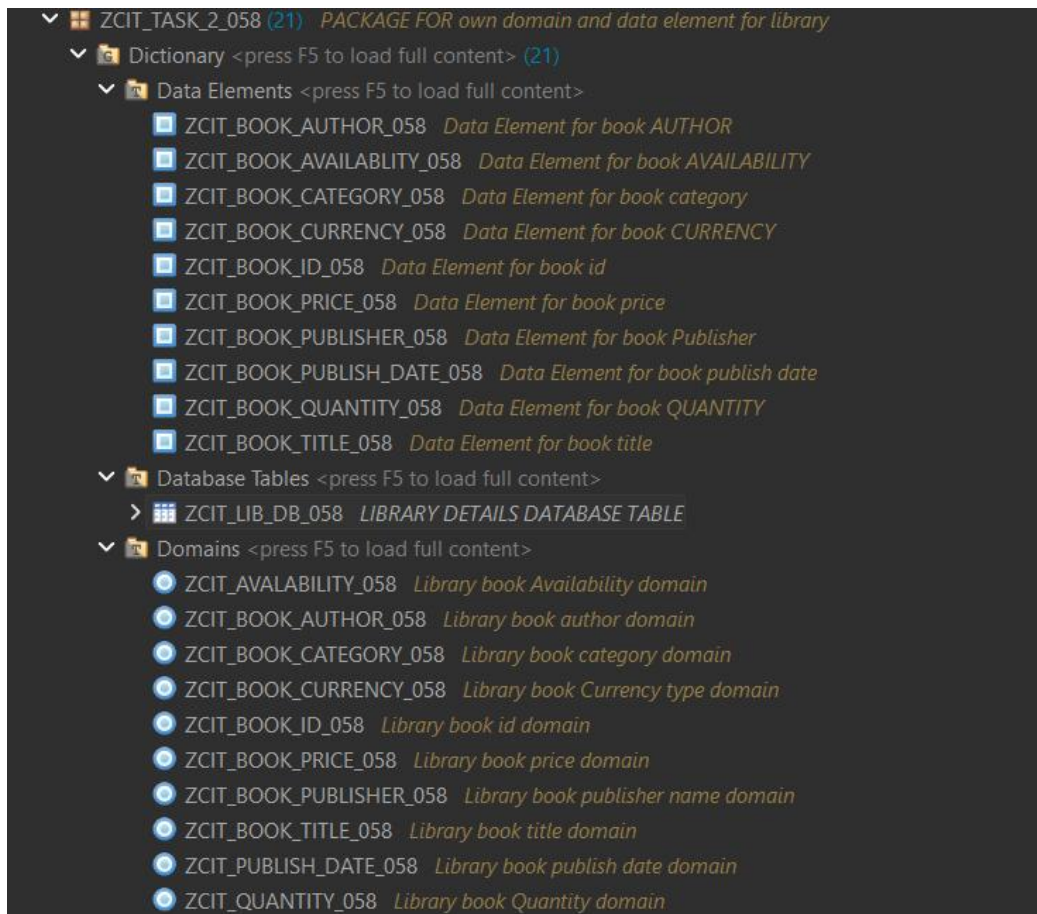 ZCIT_TASK_2_058 (21) PACKAGE FOR own domain and data element for library
Dictionary <press F5 to load full content> (21)
Data Elements <press F5 to load full content>
ZCIT_BOOK_AUTHOR_058 Data Element for book AUTHOR
ZCIT_BOOK_AVAILABLITY_058 Data Element for book AVAILABILITY
ZCIT_BOOK_CATEGORY_058 Data Element for book category
ZCIT_BOOK_CURRENCY_058 Data Element for book CURRENCY
ZCIT_BOOK_ID_058 Data Element for book id
ZCIT_BOOK_PRICE_058 Data Element for book price
ZCIT_BOOK_PUBLISHER_058 Data Element for book Publisher
ZCIT_BOOK_PUBLISH_DATE_058 Data Element for book publish date
ZCIT_BOOK_QUANTITY_058 Data Element for book QUANTITY
ZCIT_BOOK_TITLE_058 Data Element for book title
Database Tables <press F5 to load full content>
ZCIT_LIB_DB_058 LIBRARY DETAILS DATABASE TABLE
Domains <press F5 to load full content>
ZCIT_AVALABILITY_058 Library book Availability domain
ZCIT_BOOK_AUTHOR_058 Library book author domain
ZCIT_BOOK_CATEGORY_058 Library book category domain
ZCIT_BOOK_CURRENCY_058 Library book Currency type domain
ZCIT_BOOK_ID_058 Library book id domain
ZCIT_BOOK_PRICE_058 Library book price domain
ZCIT_BOOK_PUBLISHER_058 Library book publisher name domain
ZCIT_BOOK_TITLE_058 Library book title domain
ZCIT_PUBLISH_DATE_058 Library book publish date domain
ZCIT_QUANTITY_058 Library book Quantity domain